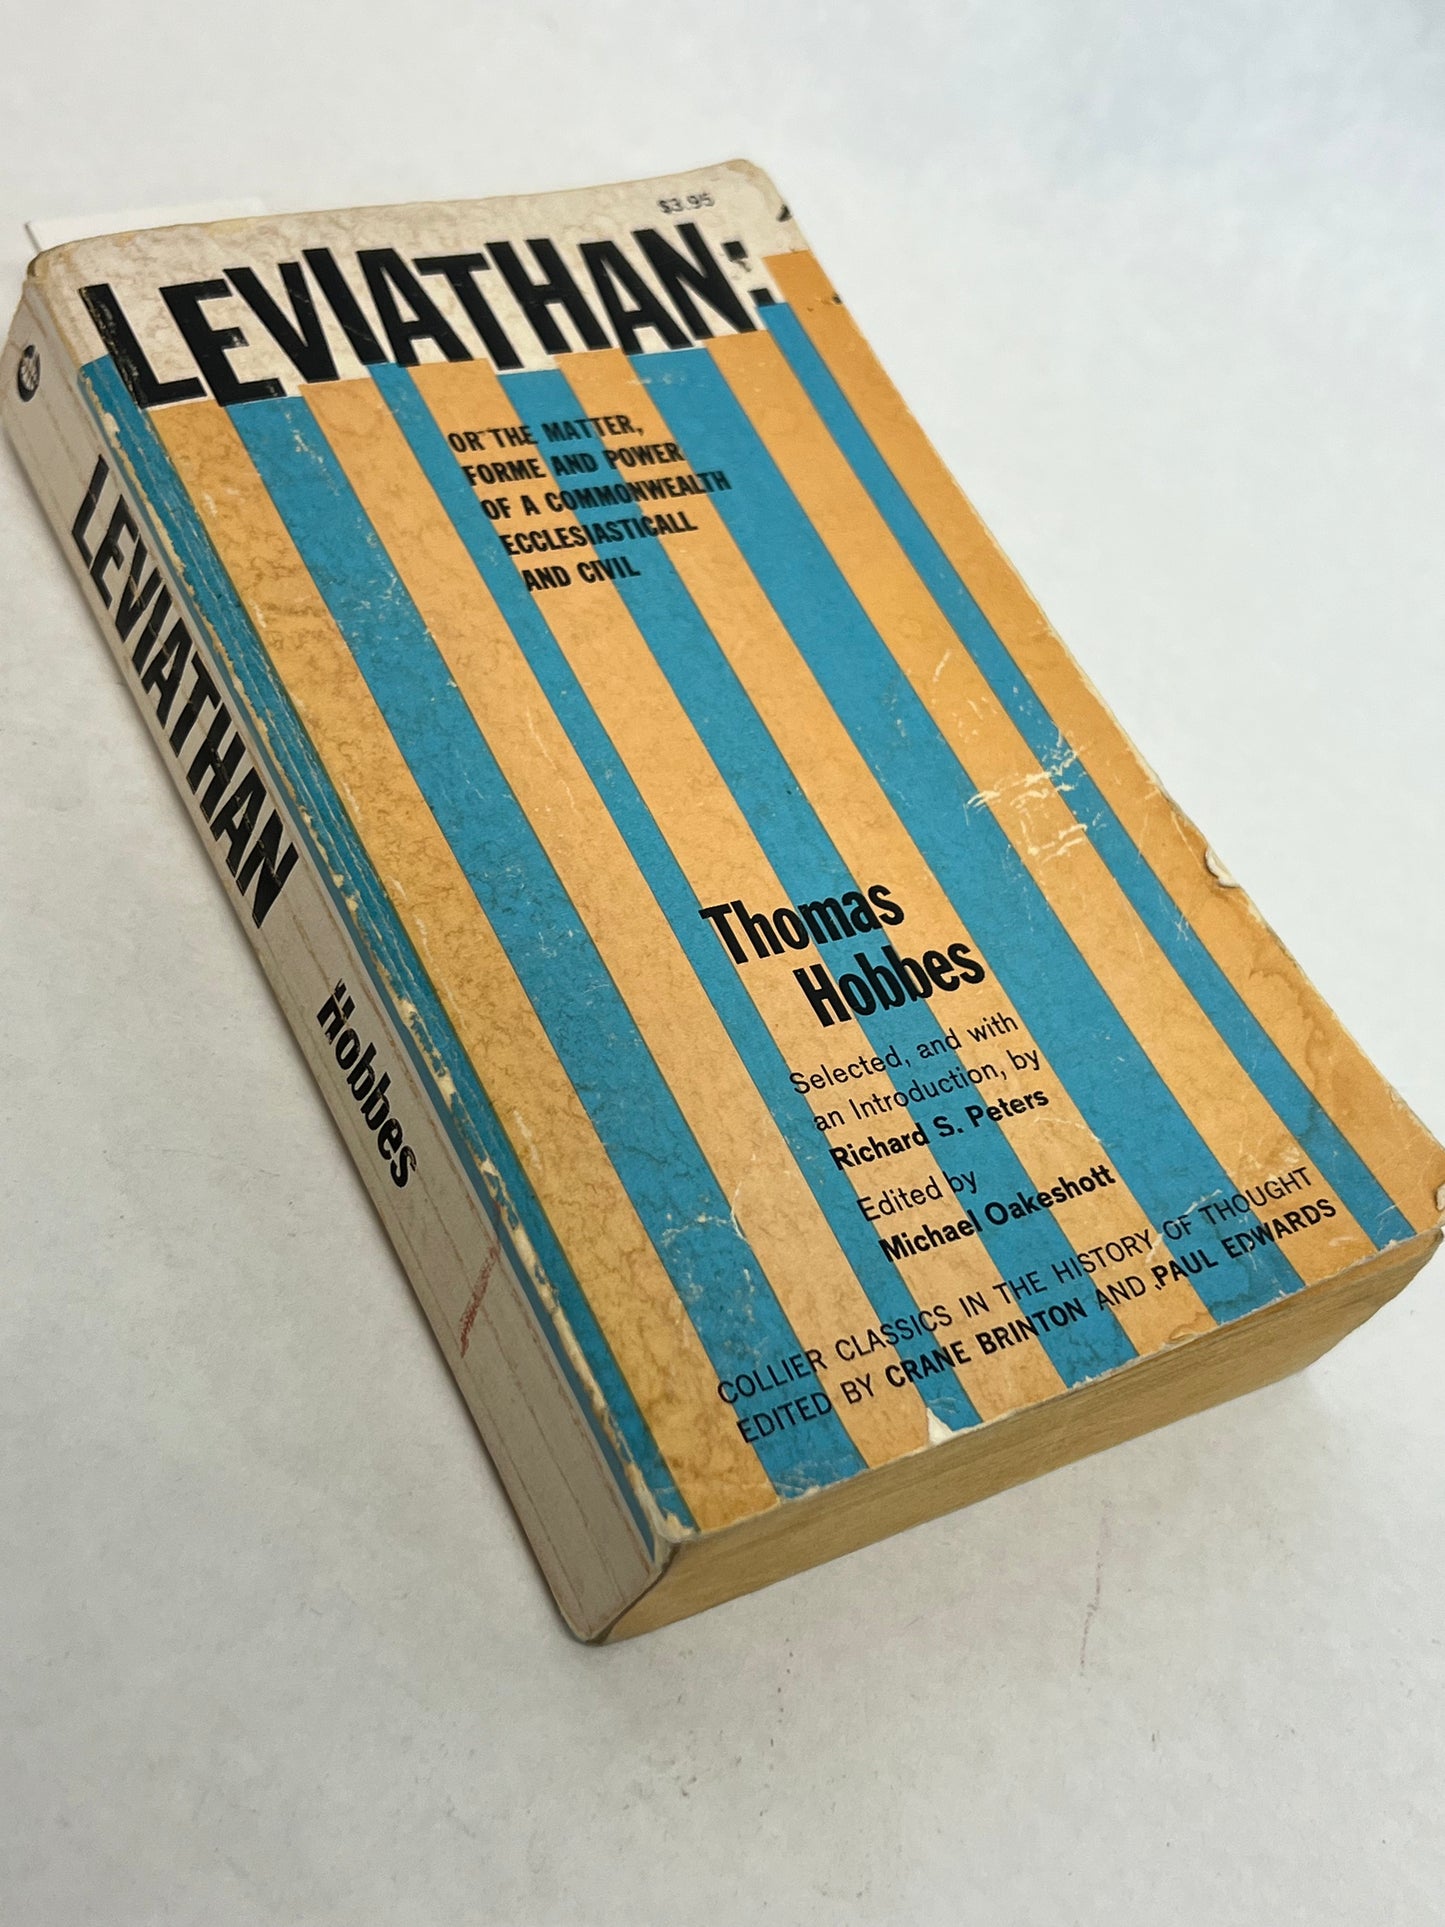 $3.95
LEVIATHAN:
OR THE MATTER,
FORME AND POWER
OF A COMMONWEALTH
ECCLESIASTICALL
AND CIVIL
Thomas
Hobbes
Selected, and with
an Introduction, by
Richard S. Peters
Edited by
Michael Oakeshott
COLLIER CLASSICS IN THE HISTORY OF THOUGHT
EDITED BY CRANE BRINTON AND PAUL EDWARDS
LEVIATHAN Hobbes